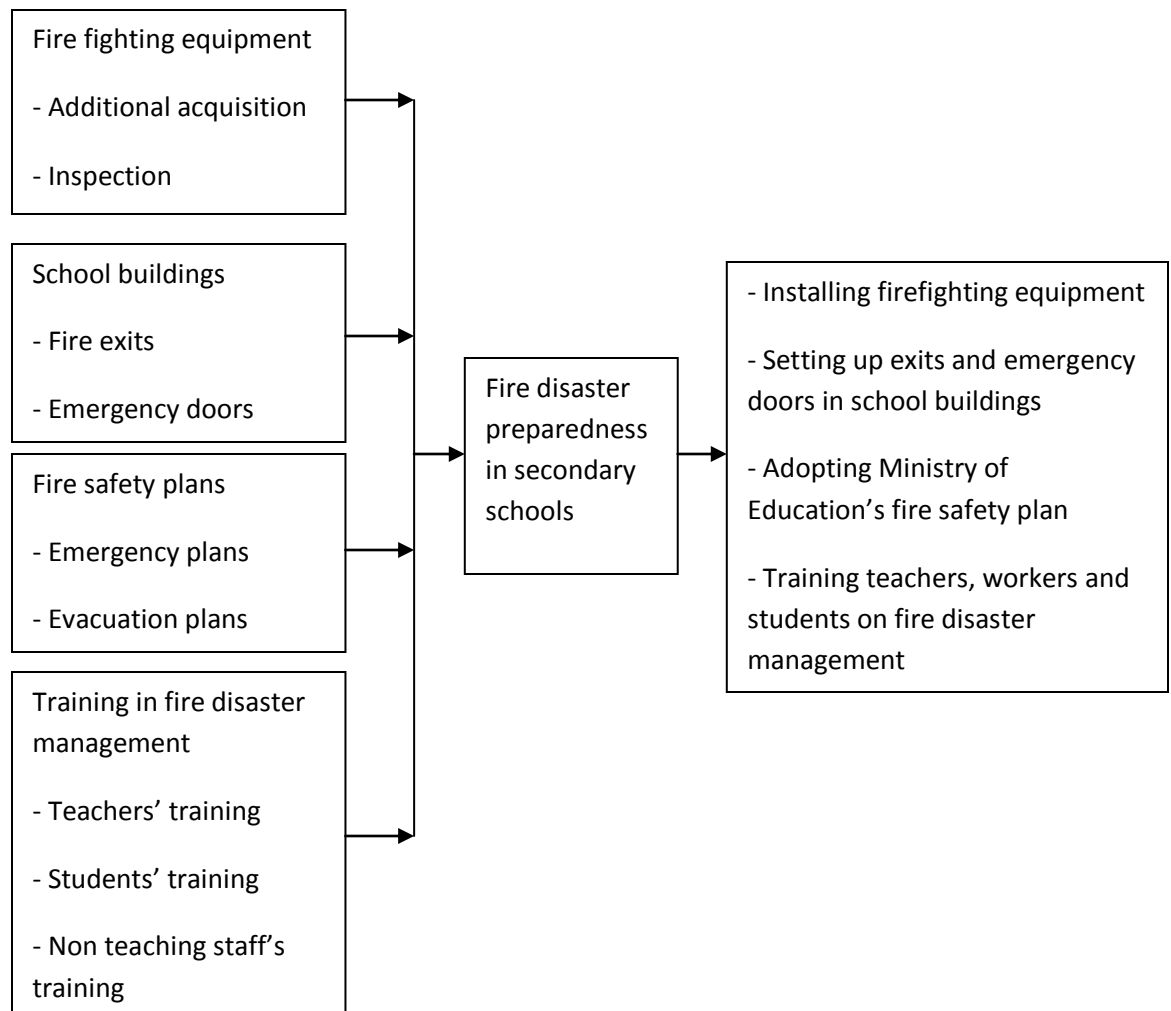 Fire fighting equipment
- Additional acquisition
- Inspection
School buildings
- Fire exits
- Emergency doors
Fire safety plans
- Emergency plans
- Evacuation plans
Training in fire disaster
management
- Teachers’ training
- Students’ training
- Non teaching staff’s
training
Fire disaster
preparedness
in secondary
schools
- Installing firefighting equipment
- Setting up exits and emergency
doors in school buildings
- Adopting Ministry of
Education’s fire safety plan
- Training teachers, workers and
students on fire disaster
management